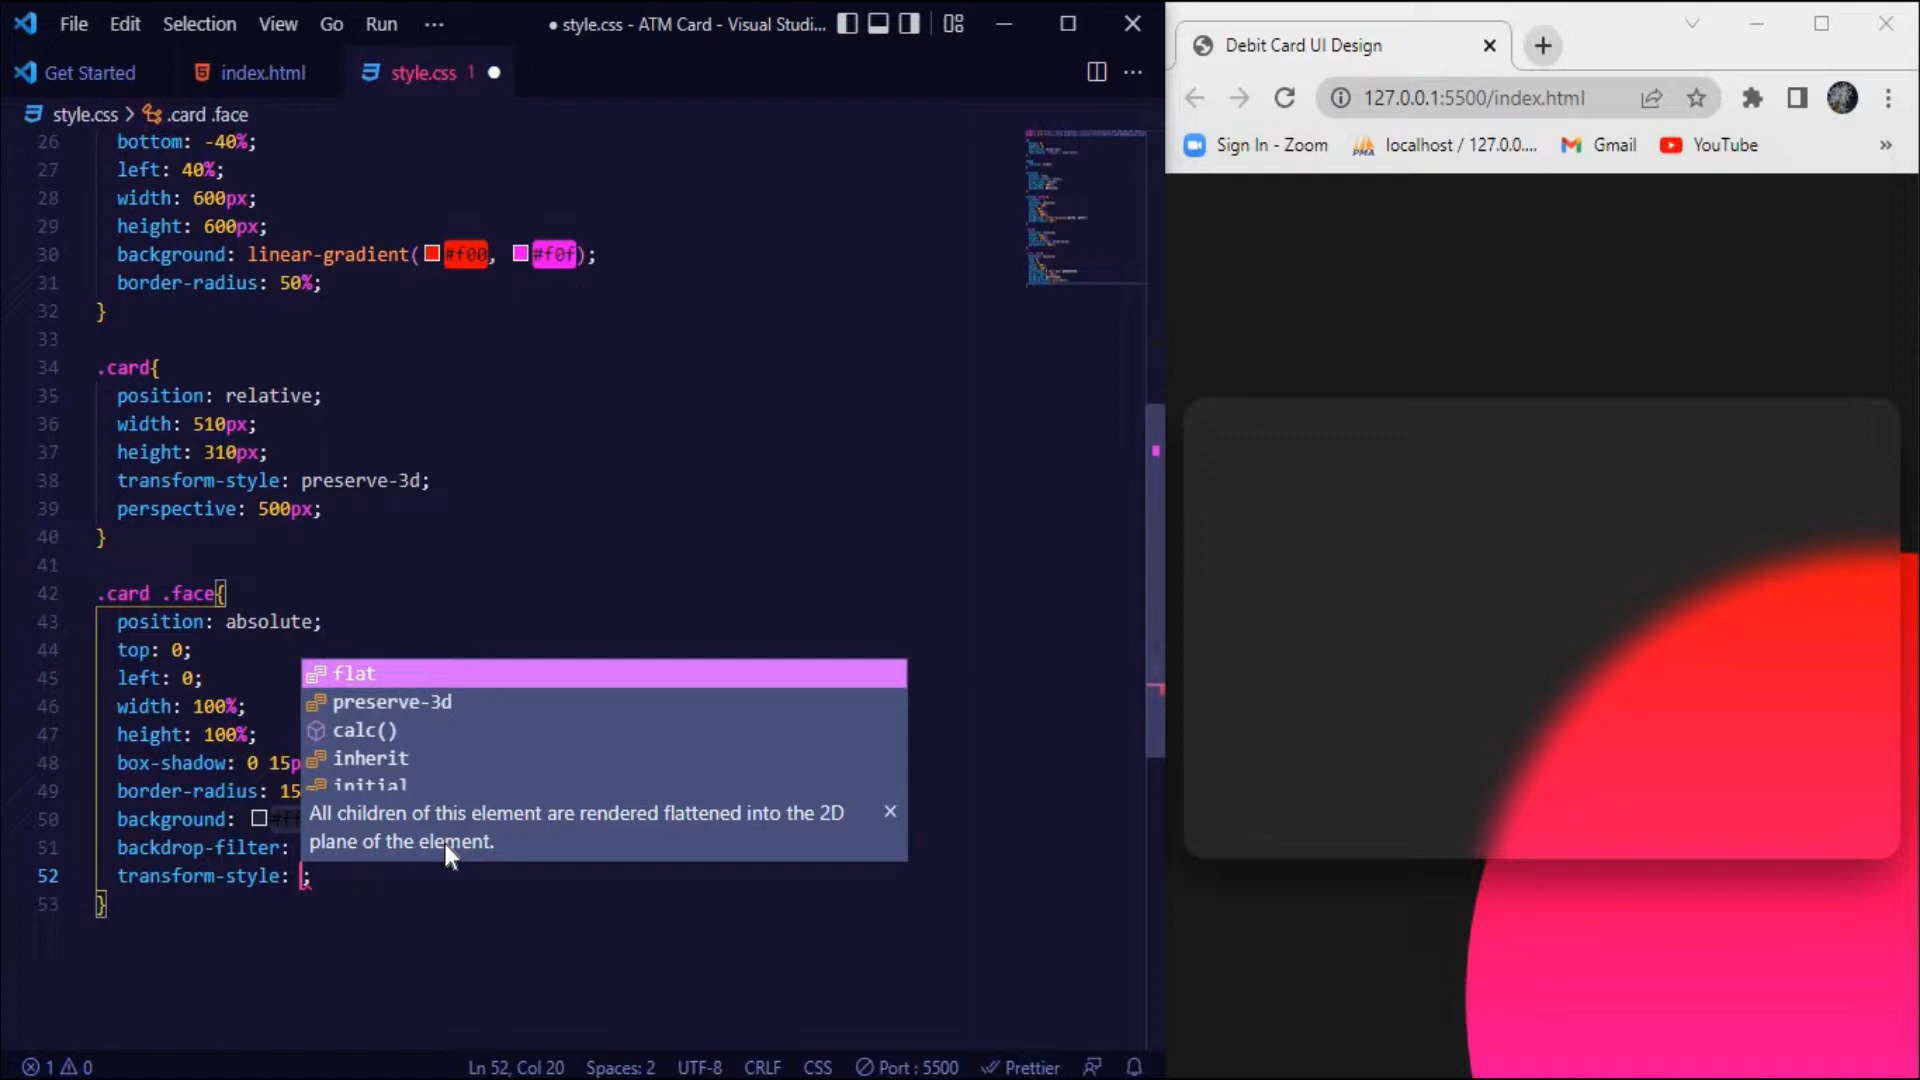 File Edit Selection View Go Run ··· ● style.css - ATM Card - Visual Studi...
Get Started index.html style.css 1 ●
style.css > .card .face
26 bottom: -40%;
27 left: 40%;
28 width: 600px;
29 height: 600px;
30 background: linear-gradient(#f00, #f0f);
31 border-radius: 50%;
32 }
33
34 .card{
35 position: relative;
36 width: 510px;
37 height: 310px;
38 transform-style: preserve-3d;
39 perspective: 500px;
40 }
41
42 .card .face{
43 position: absolute;
44 top: 0;
45 left: 0;
46 width: 100%;
47 height: 100%;
48 box-shadow: 0 15p
49 border-radius: 15
50 background: #ff
51 backdrop-filter:
52 transform-style: ;
53 }
flat
preserve-3d
calc()
inherit
initial
All children of this element are rendered flattened into the 2D
plane of the element.
1 0 Ln 52, Col 20 Spaces: 2 UTF-8 CRLF CSS Port : 5500 Prettier
Debit Card UI Design
127.0.0.1:5500/index.html
Sign In - Zoom localhost / 127.0.0.... Gmail YouTube »